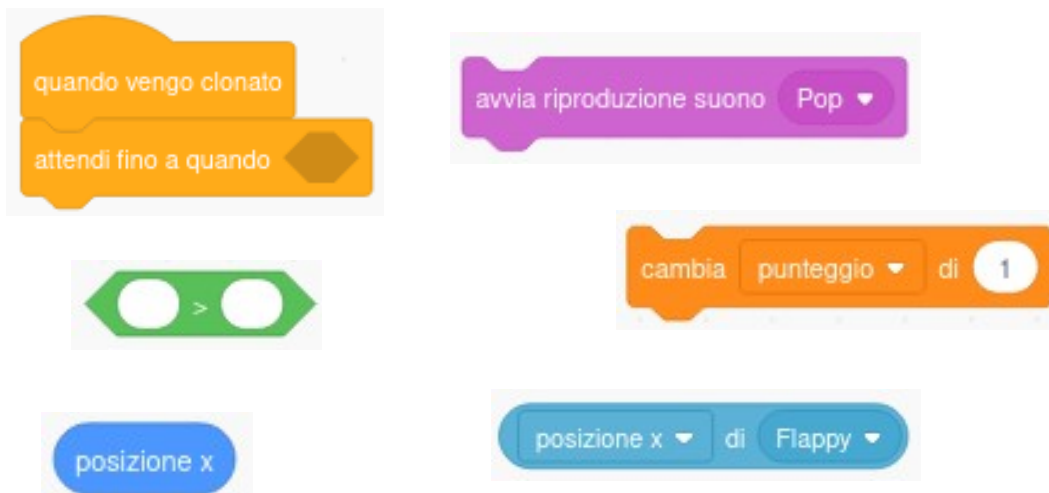 quando vengo clonato
attendi fino a quando
avvia riproduzione suono Pop
cambia punteggio di 1
>
posizione x
posizione x di Flappy